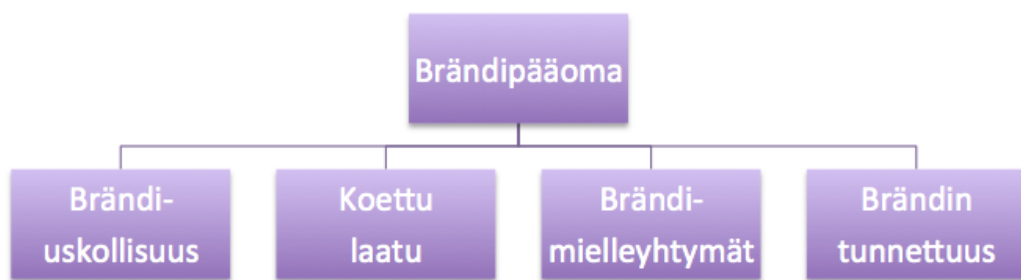 Brändipääoma
Brändi-
uskollisuus
Koettu
laatu
Brändi-
mielleyhtymät
Brändin
tunnettuus